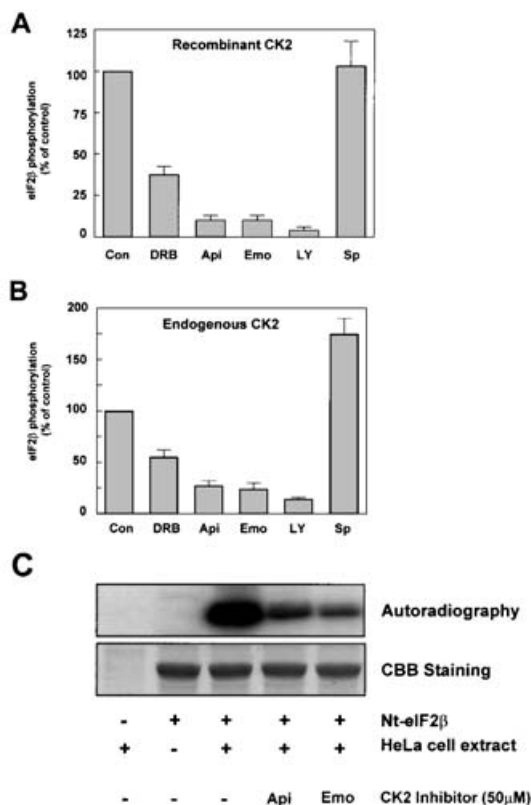 A
Recombinant CK2
eIF2β phosphorylation
(% of control)
125
100
75
50
25
0
Con DRB Api Emo LY Sp
B
Endogenous CK2
eIF2β phosphorylation
(% of control)
200
175
100
50
0
Con DRB Api Emo LY Sp
C
Autoradiography
CBB Staining
- + + + + Nt-eIF2β
+ - + + + HeLa cell extract
- - - Api Emo CK2 Inhibitor (50μM)